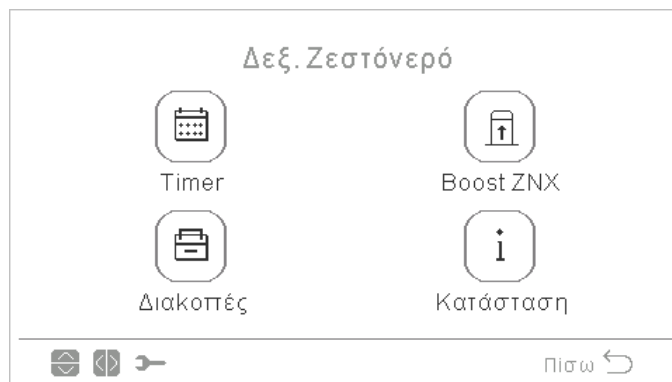 Δεξ. Ζεστόνερό
Timer
Boost ZNX
Διακοπές
Κατάσταση
Πίσω